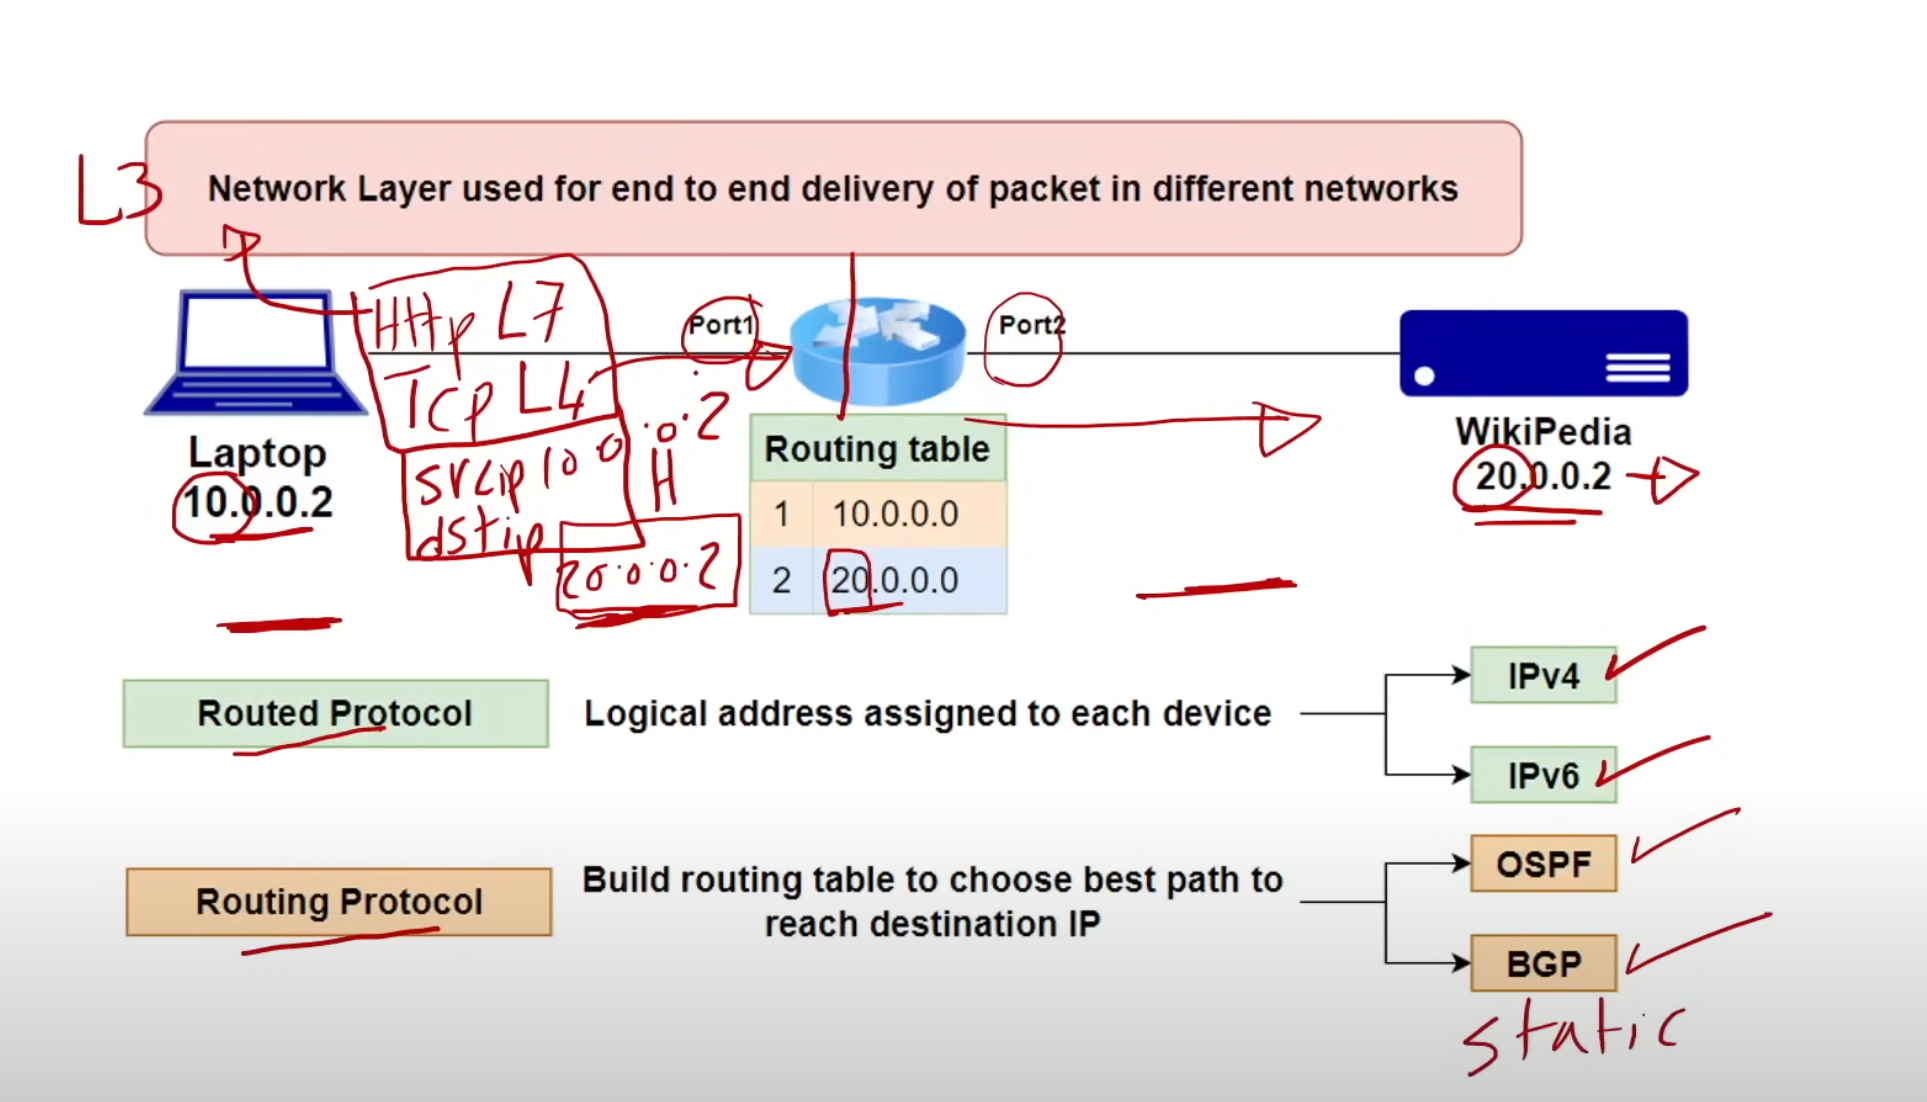 L3
Network Layer used for end to end delivery of packet in different networks
HTTp L7
Tcp L4
srcip 10.0.0.2
H
dstip 20.0.0.2
Port1
Port2
Laptop
10.0.0.2
Routing table
1 10.0.0.0
2 20.0.0.0
WikiPedia
20.0.0.2
Routed Protocol
Logical address assigned to each device
IPv4
IPv6
Routing Protocol
Build routing table to choose best path to
reach destination IP
OSPF
BGP
static